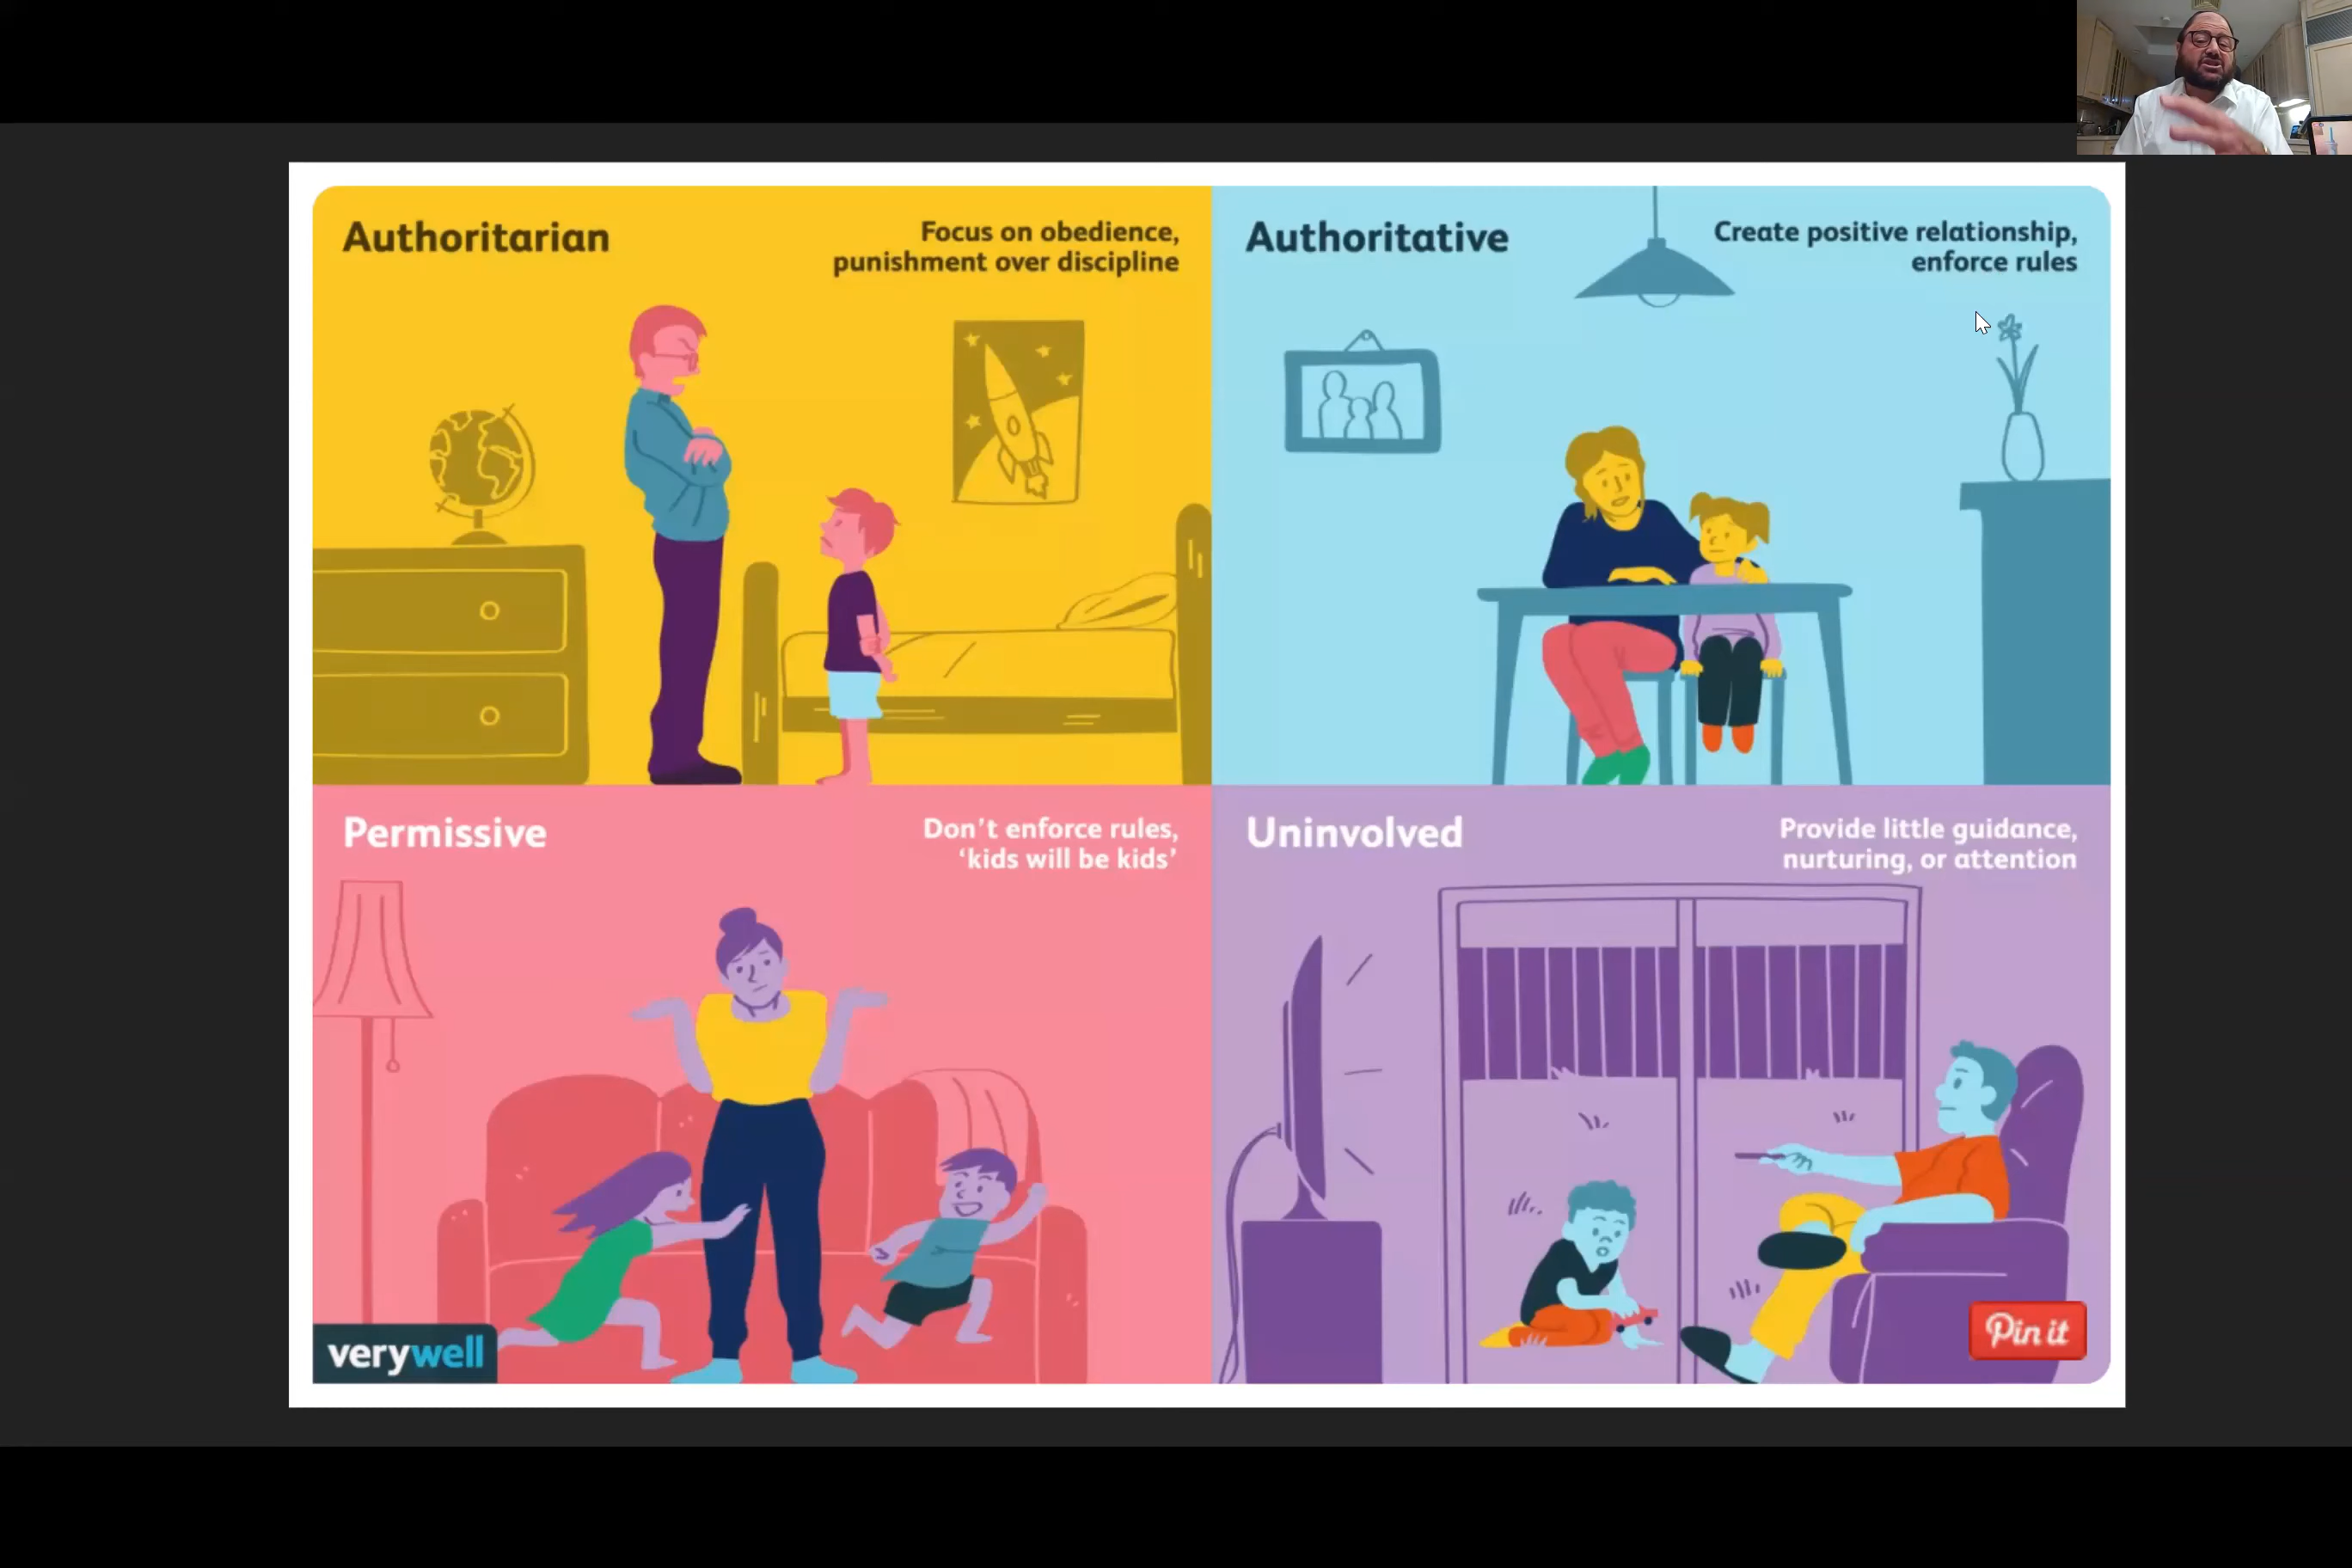 Authoritarian
Focus on obedience,
punishment over discipline
Authoritative
Create positive relationship,
enforce rules
Permissive
Don't enforce rules,
‘kids will be kids’
Uninvolved
Provide little guidance,
nurturing, or attention
verywell
Pin it